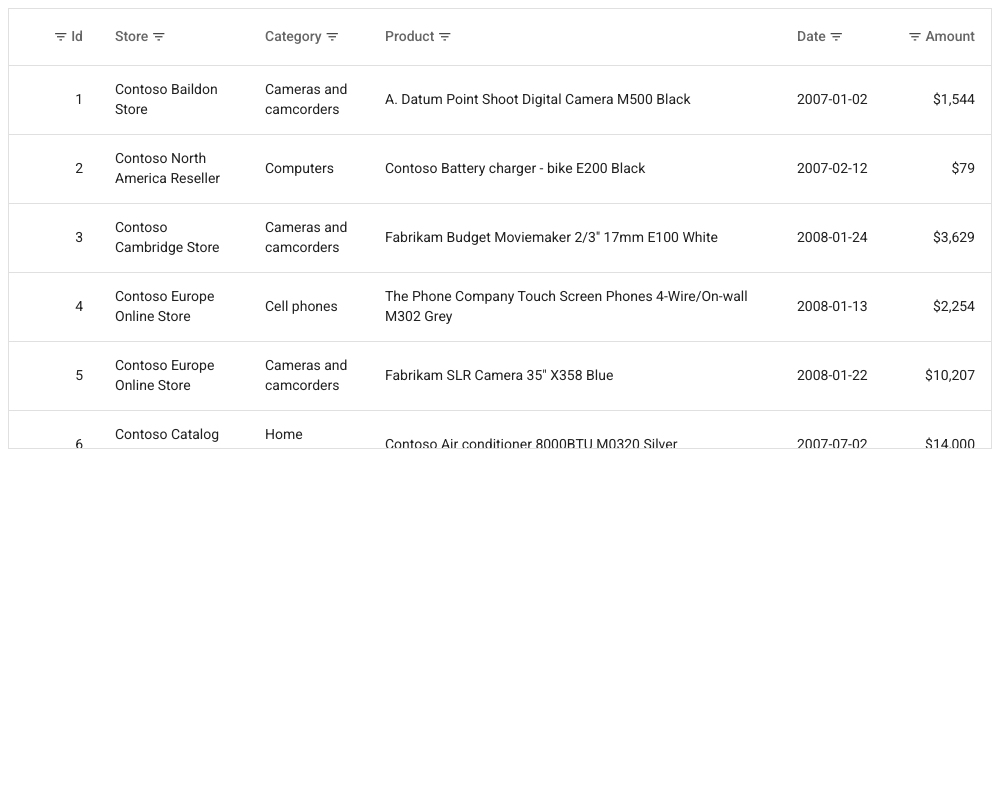 Id Store Category Product Date Amount
Contoso Baildon Cameras and
1 A. Datum Point Shoot Digital Camera M500 Black 2007-01-02 $1,544
Store camcorders
Contoso North
2 Computers Contoso Battery charger - bike E200 Black 2007-02-12 $79
America Reseller
Contoso Cameras and
3 Fabrikam Budget Moviemaker 2/3" 17mm E100 White 2008-01-24 $3,629
Cambridge Store camcorders
Contoso Europe The Phone Company Touch Screen Phones 4-Wire/On-wall
4 Cell phones 2008-01-13 $2,254
Online Store M302 Grey
Contoso Europe Cameras and
5 Fabrikam SLR Camera 35" X358 Blue 2008-01-22 $10,207
Online Store camcorders
Contoso Catalog Home
6 Contoso Air conditioner 8000BTU M0320 Silver 2007-07-02 $14,000